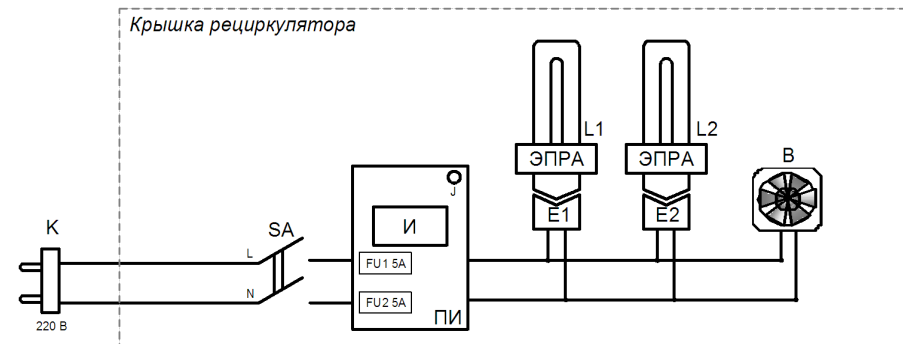 Крышка рециркулятора
L1
L2
ЭПРА
ЭПРА
B
J
E1
E2
И
K
SA
L
FU1 5A
N
FU2 5A
ПИ
220 В